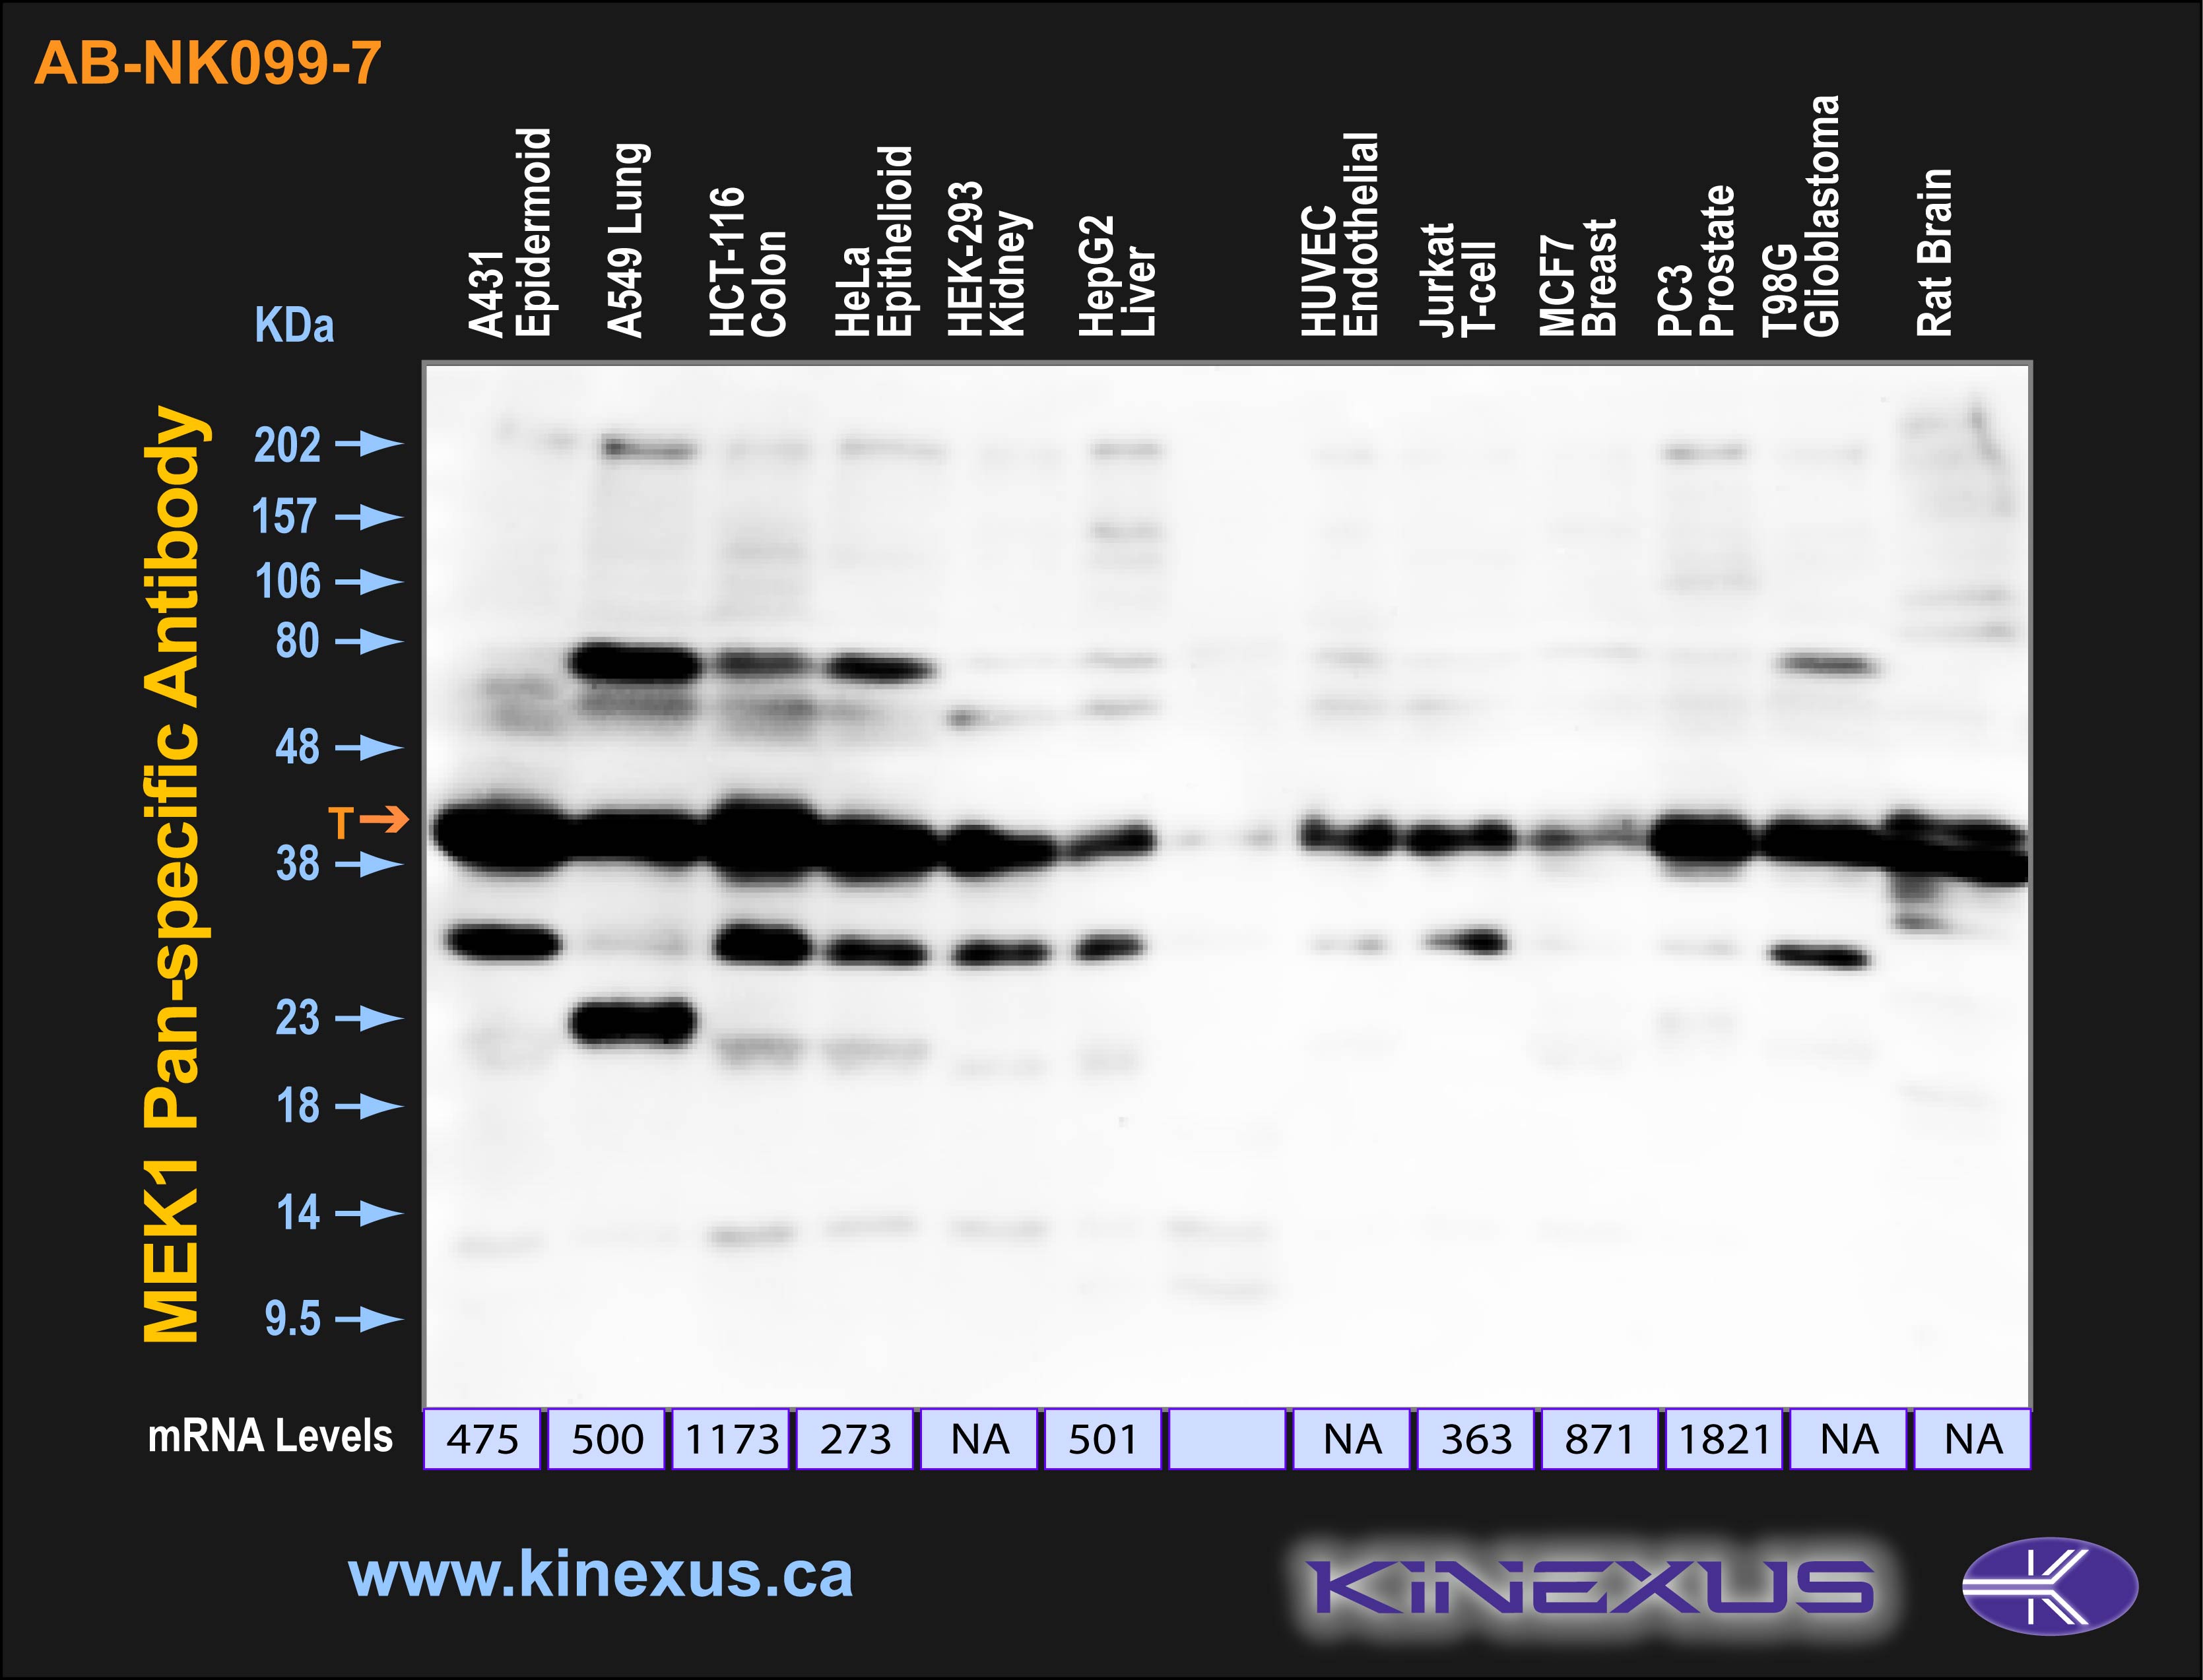 AB-NK099-7
A431
Epidermoid
A549 Lung
HCT-116
Colon
HeLa
Epithelioid
HEK-293
Kidney
HepG2
Liver
HUVEC
Endothelial
Jurkat
T-cell
MCF7
Breast
PC3
Prostate
T98G
Glioblastoma
Rat Brain
KDa
MEK1 Pan-specific Antibody
202
157
106
80
48
T
38
23
18
14
9.5
mRNA Levels 475 500 1173 273 NA 501 NA 363 871 1821 NA NA
www.kinexus.ca
KiNEXUS
K